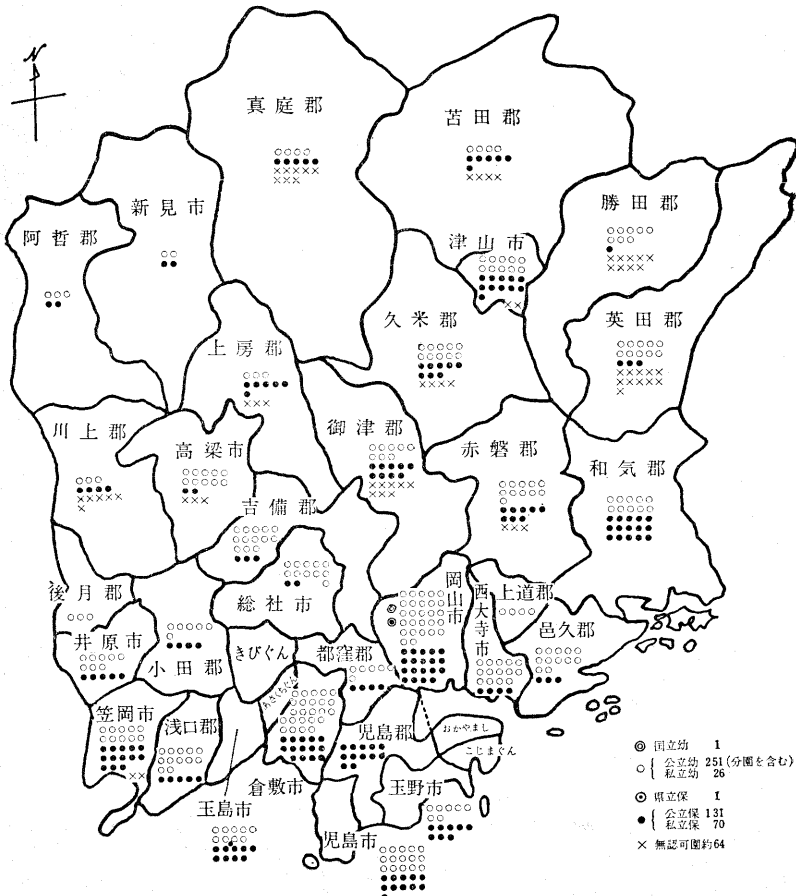 N
真庭郡
苫田郡
新見市
勝田郡
阿哲郡
津山市
久米郡
英田郡
上房郡
川上郡
高梁市
御津郡
赤磐郡
和気郡
吉備郡
後月郡
総社市
岡山市
西大寺市
上道郡
邑久郡
井原市
小田郡
きびぐん
都窪郡
あさくちぐん
笠岡市
浅口郡
児島郡
おかやまし
こじまぐん
玉島市
倉敷市
児島市
玉野市
◎ 国立幼 1
○ { 公立幼 251(分園を含む)
私立幼 26
◉ 県立保 1
● { 公立保 131
私立保 70
× 無認可園約64